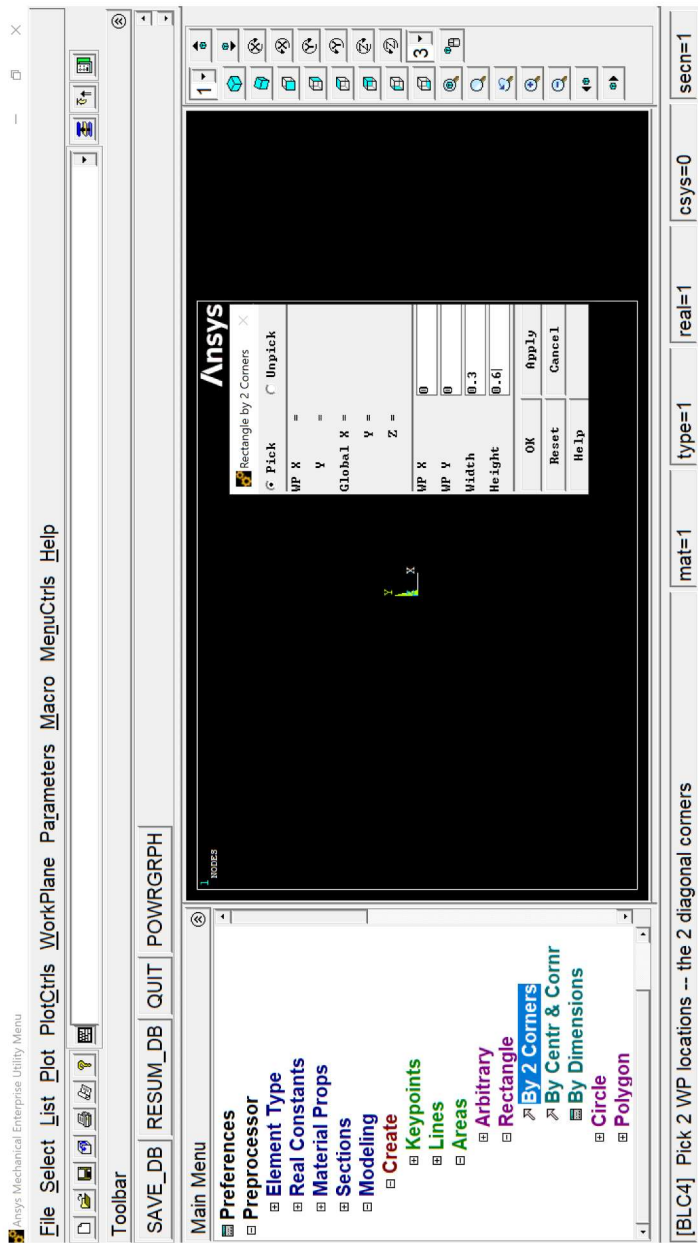 Ansys Mechanical Enterprise Utility Menu
File Select List Plot PlotCtrls WorkPlane Parameters Macro MenuCtrls Help
Toolbar
SAVE_DB RESUM_DB QUIT POWRGRPH
Main Menu
Preferences
Preprocessor
Element Type
Real Constants
Material Props
Sections
Modeling
Create
Keypoints
Lines
Areas
Arbitrary
Rectangle
By 2 Corners
By Centr & Cornr
By Dimensions
Circle
Polygon
1
NODES
Y
X
Ansys
Rectangle by 2 Corners
Pick Unpick
WP X =
Y =
Global X =
Y =
Z =
WP X 0
WP Y 0
Width 0.3
Height 0.6
OK Apply
Reset Cancel
Help
1
3
[BLC4] Pick 2 WP locations -- the 2 diagonal corners
mat=1 type=1 real=1 csys=0 secn=1